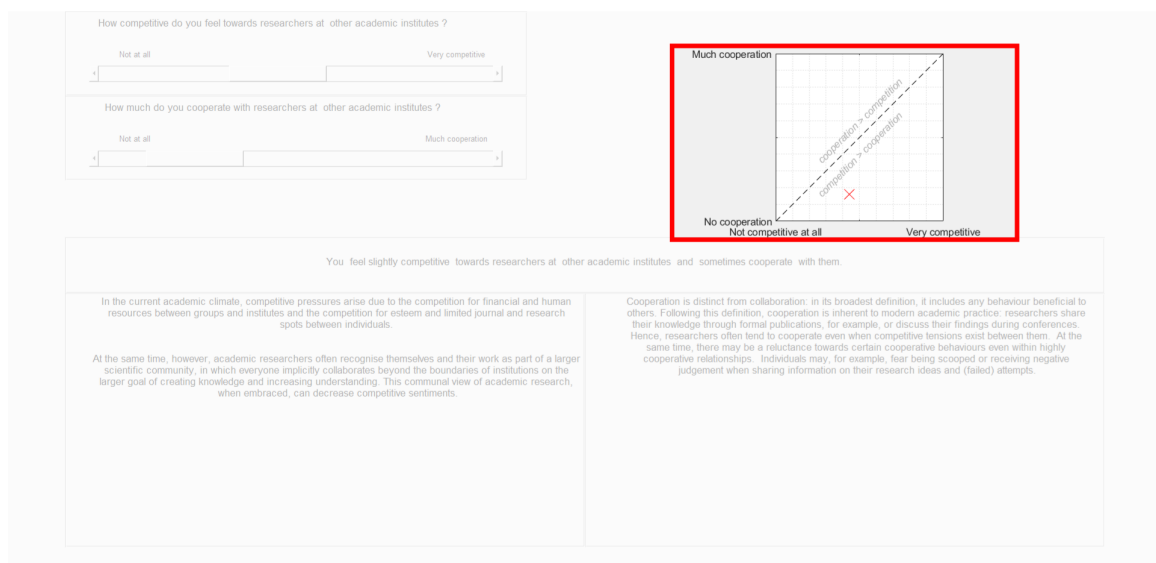 How competitive do you feel towards researchers at other academic institutes ?
Not at all
Very competitive
How much do you cooperate with researchers at other academic institutes ?
Not at all
Much cooperation
Much cooperation
cooperation > competition
competition > cooperation
No cooperation
Not competitive at all
Very competitive
You feel slightly competitive towards researchers at other academic institutes and sometimes cooperate with them.
In the current academic climate, competitive pressures arise due to the competition for financial and human
resources between groups and institutes and the competition for esteem and limited journal and research
spots between individuals.
At the same time, however, academic researchers often recognise themselves and their work as part of a larger
scientific community, in which everyone implicitly collaborates beyond the boundaries of institutions on the
larger goal of creating knowledge and increasing understanding. This communal view of academic research,
when embraced, can decrease competitive sentiments.
Cooperation is distinct from collaboration: in its broadest definition, it includes any behaviour beneficial to
others. Following this definition, cooperation is inherent to modern academic practice: researchers share
their knowledge through formal publications, for example, or discuss their findings during conferences.
Hence, researchers often tend to cooperate even when competitive tensions exist between them. At the
same time, there may be a reluctance towards certain cooperative behaviours even within highly
cooperative relationships. Individuals may, for example, fear being scooped or receiving negative
judgement when sharing information on their research ideas and (failed) attempts.